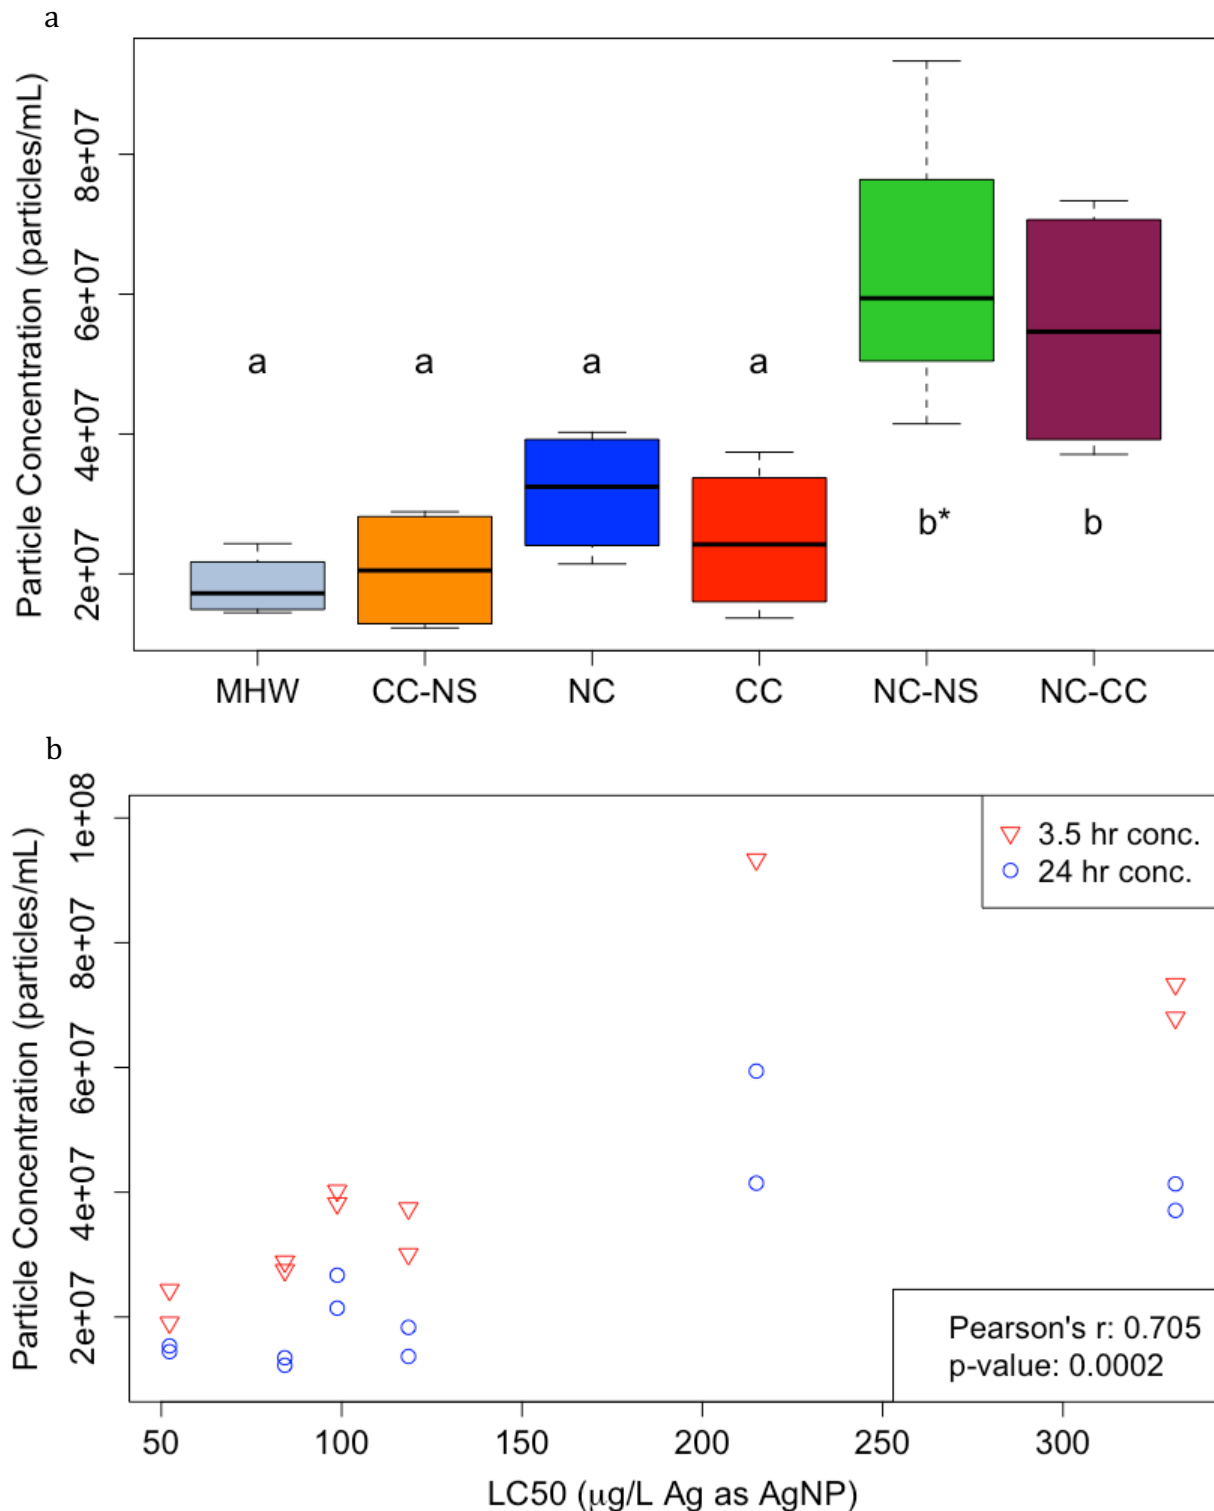 a
Particle Concentration (particles/mL)
8e+07
6e+07
4e+07
2e+07
a a a a
b* b
MHW CC-NS NC CC NC-NS NC-CC
b
Particle Concentration (particles/mL)
1e+08
8e+07
6e+07
4e+07
2e+07
3.5 hr conc.
24 hr conc.
Pearson's r: 0.705
p-value: 0.0002
50 100 150 200 250 300
LC50 (μg/L Ag as AgNP)